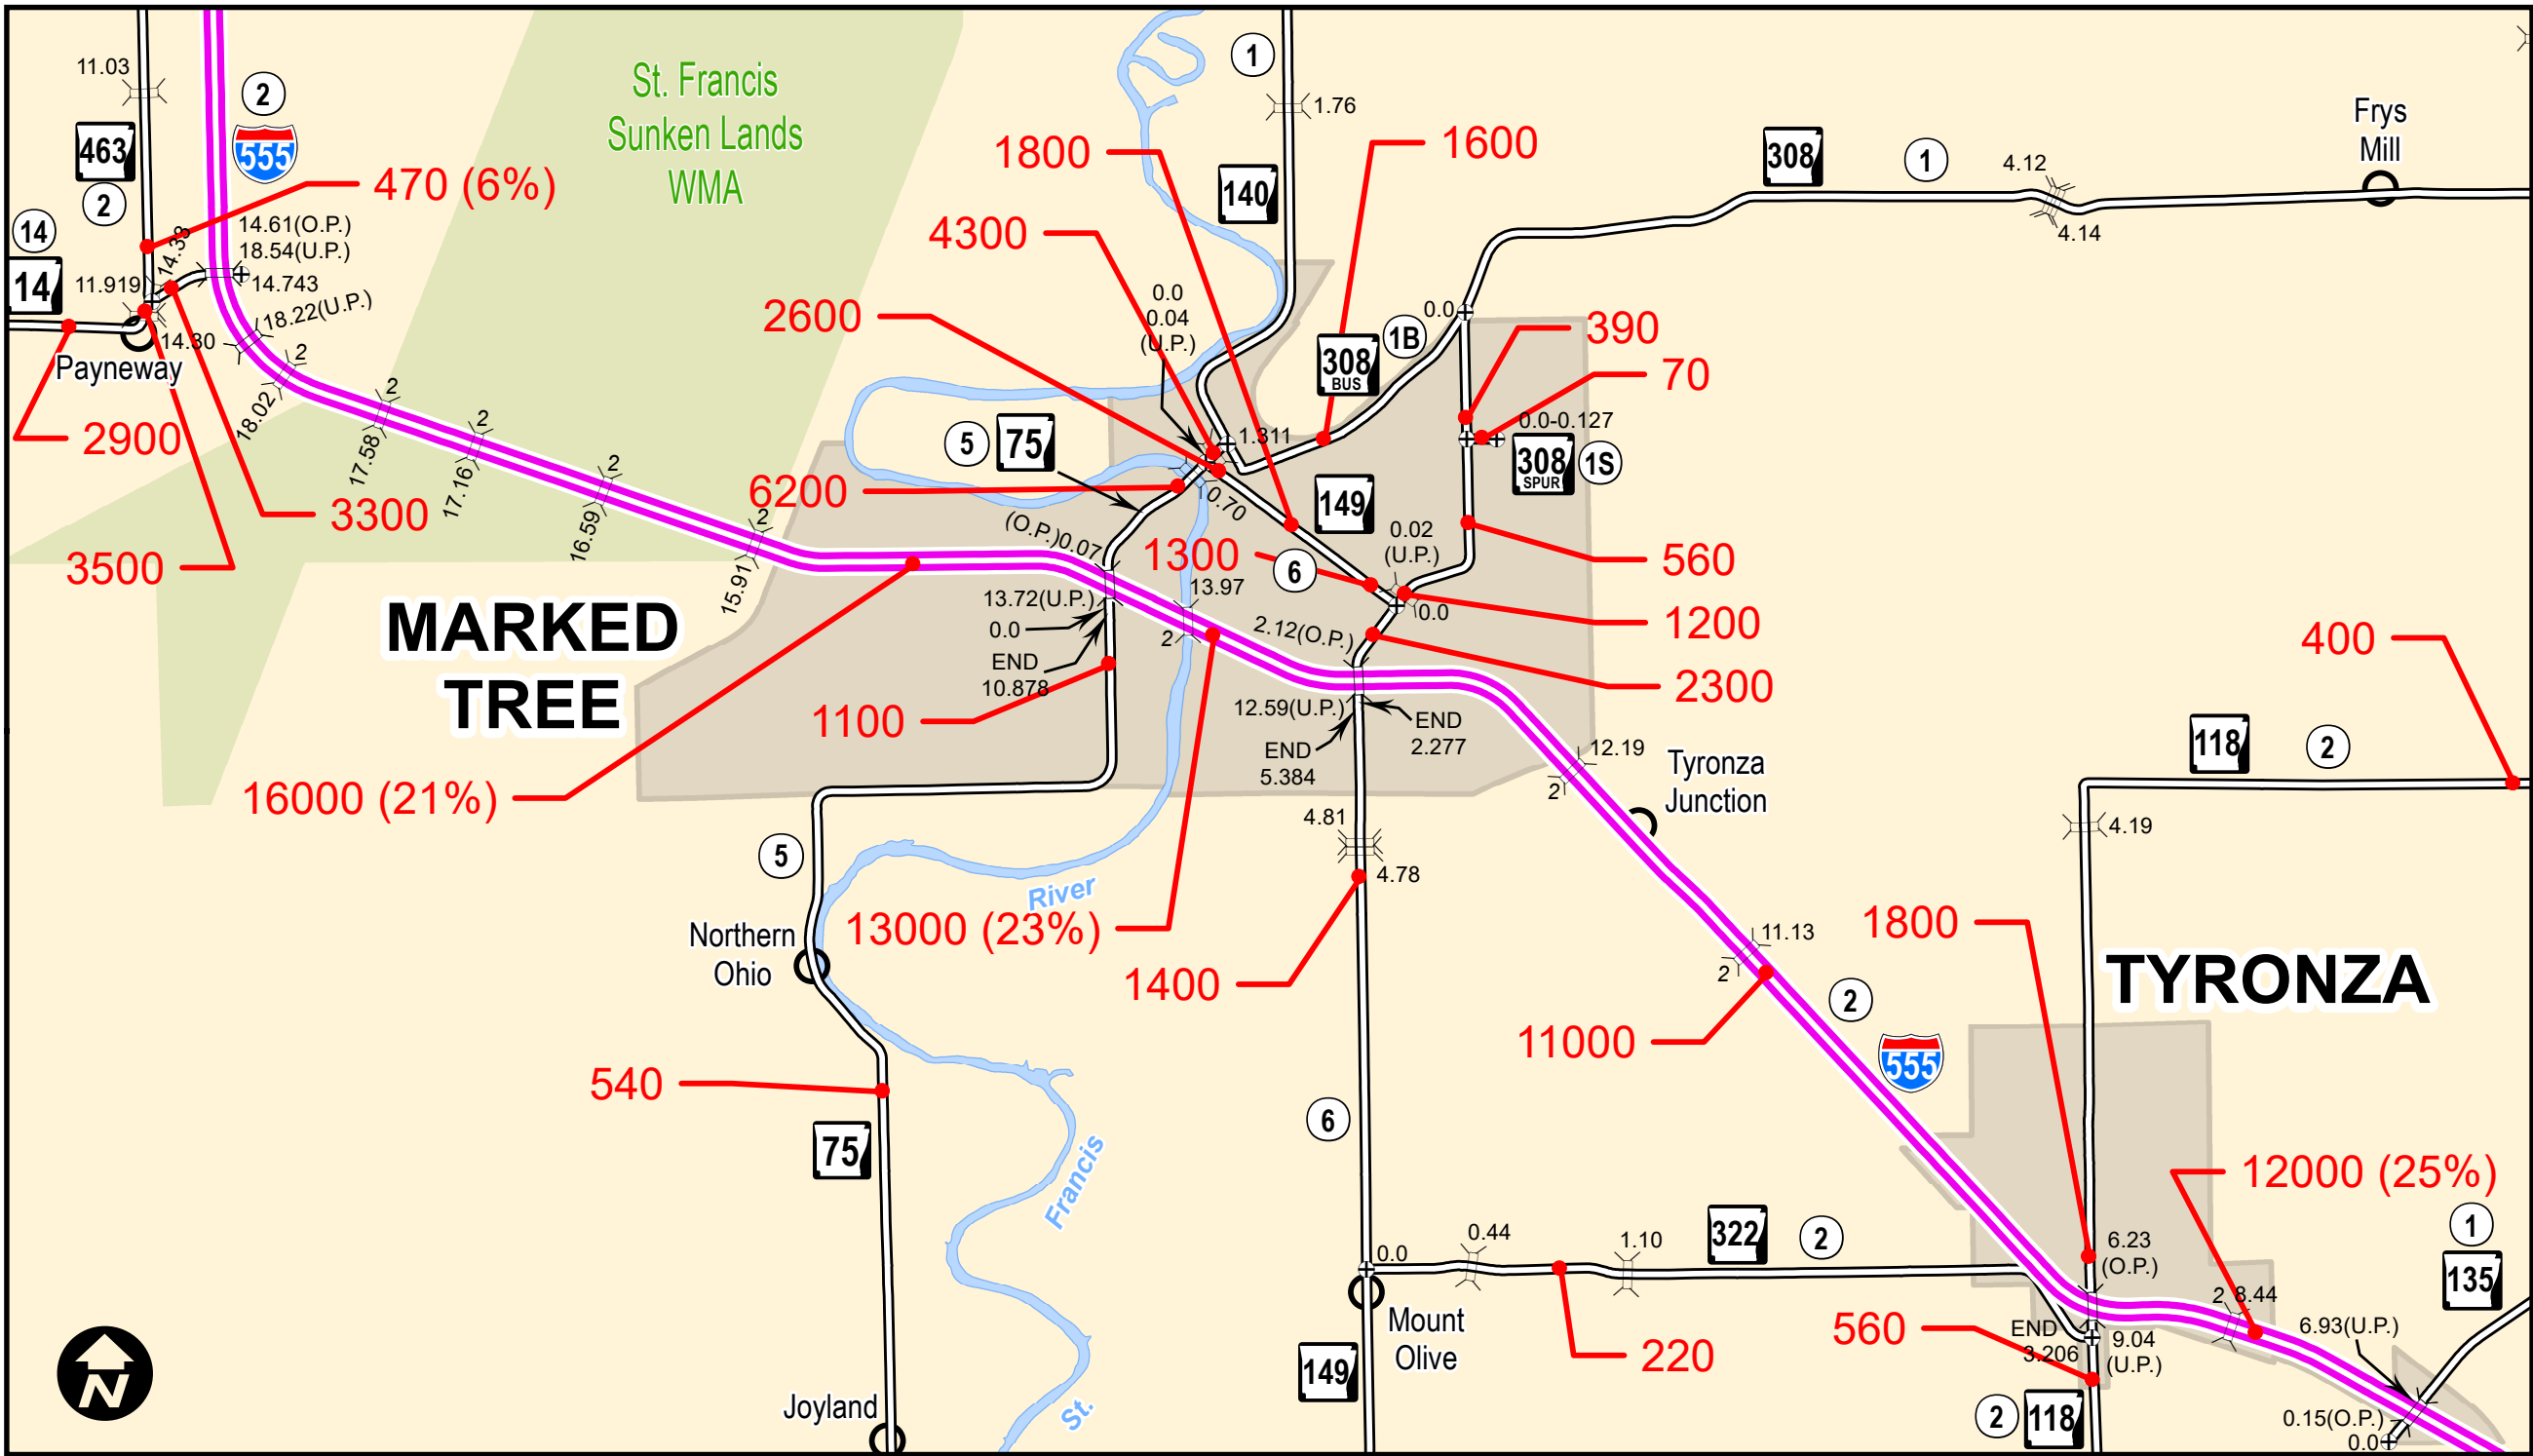 11.03
2
555
463
2
470 (6%)
14
14
14.38
14.61(O.P.)
18.54(U.P.)
14.743
11.919
18.22(U.P.)
14.30
Payneway
2900
3300
3500
St. Francis
Sunken Lands
WMA
18.02
2
17.58
2
17.16
2
16.59
2
15.91
2
MARKED
TREE
16000 (21%)
1
1.76
140
1800
4300
2600
6200
1600
0.0
0.04
(U.P.)
1.311
5
75
(O.P.)0.07
0.70
308
BUS
1B
0.0
390
70
0.0-0.127
308
SPUR
1S
149
1300
6
0.02
(U.P.)
560
1200
0.0
2300
308
1
4.12
4.14
Frys
Mill
13.72(U.P.)
0.0
END
10.878
13.97
2
2.12(O.P.)
12.59(U.P.)
END
5.384
END
2.277
1100
12.19
2
Tyronza
Junction
400
118
2
4.19
4.81
4.78
5
River
Northern
Ohio
13000 (23%)
1400
11.13
2
11000
2
555
1800
TYRONZA
540
75
Francis
St.
Joyland
N
6
0.0
0.44
1.10
322
2
Mount
Olive
149
220
560
6.23
(O.P.)
END
3.206
9.04
(U.P.)
2
8.44
12000 (25%)
1
135
6.93(U.P.)
0.15(O.P.)
0.0
2
118